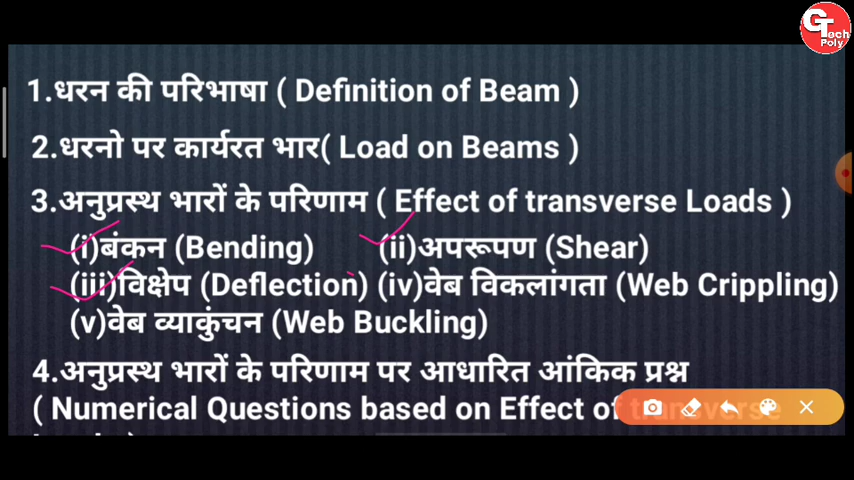 GTech
Poly
1.धरन की परिभाषा ( Definition of Beam )
2.धरनो पर कार्यरत भार( Load on Beams )
3.अनुप्रस्थ भारों के परिणाम ( Effect of transverse Loads )
(i)बंकन (Bending) (ii)अपरूपण (Shear)
(iii)विक्षेप (Deflection) (iv)वेब विकलांगता (Web Crippling)
(v)वेब व्याकुंचन (Web Buckling)
4.अनुप्रस्थ भारों के परिणाम पर आधारित आंकिक प्रश्न
( Numerical Questions based on Effect of transverse